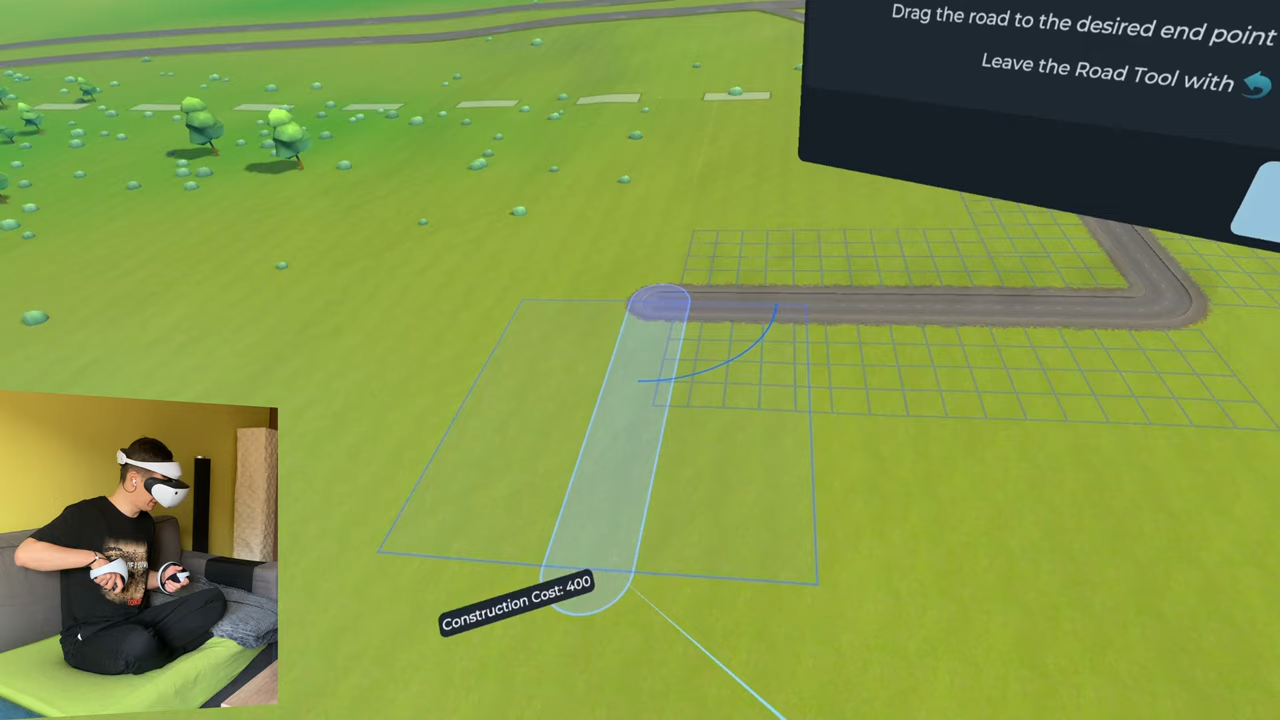 Drag the road to the desired end point
Leave the Road Tool with
Construction Cost: 400